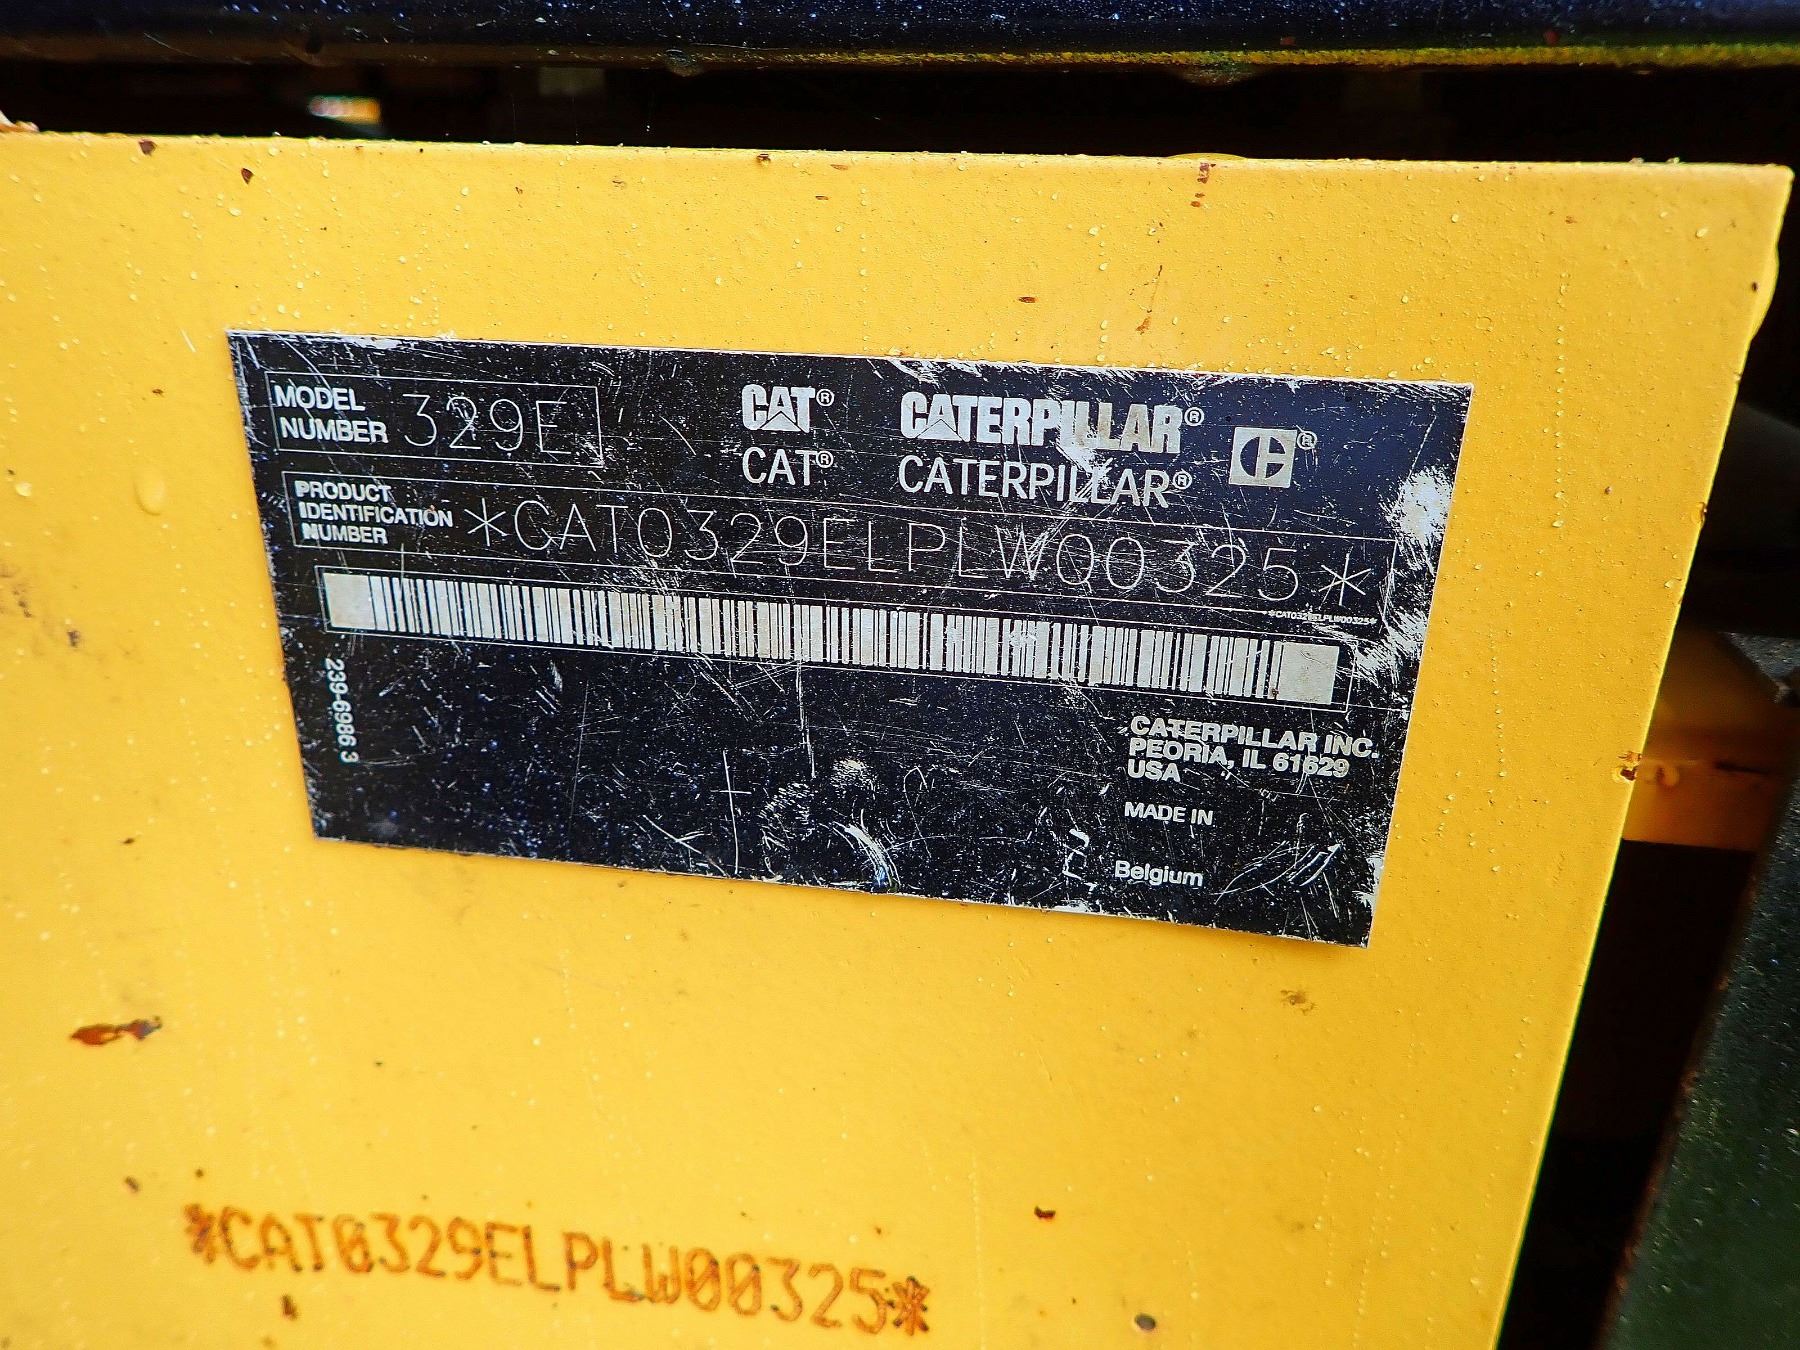 MODEL NUMBER 329E
CAT® CATERPILLAR® C®
CAT® CATERPILLAR®
PRODUCT IDENTIFICATION NUMBER *CAT0329ELPLW00325*
*CAT0329ELPLW00325*
239-6986 3
CATERPILLAR INC.
PEORIA, IL 61629
USA
MADE IN
Belgium
*CAT0329ELPLW00325*